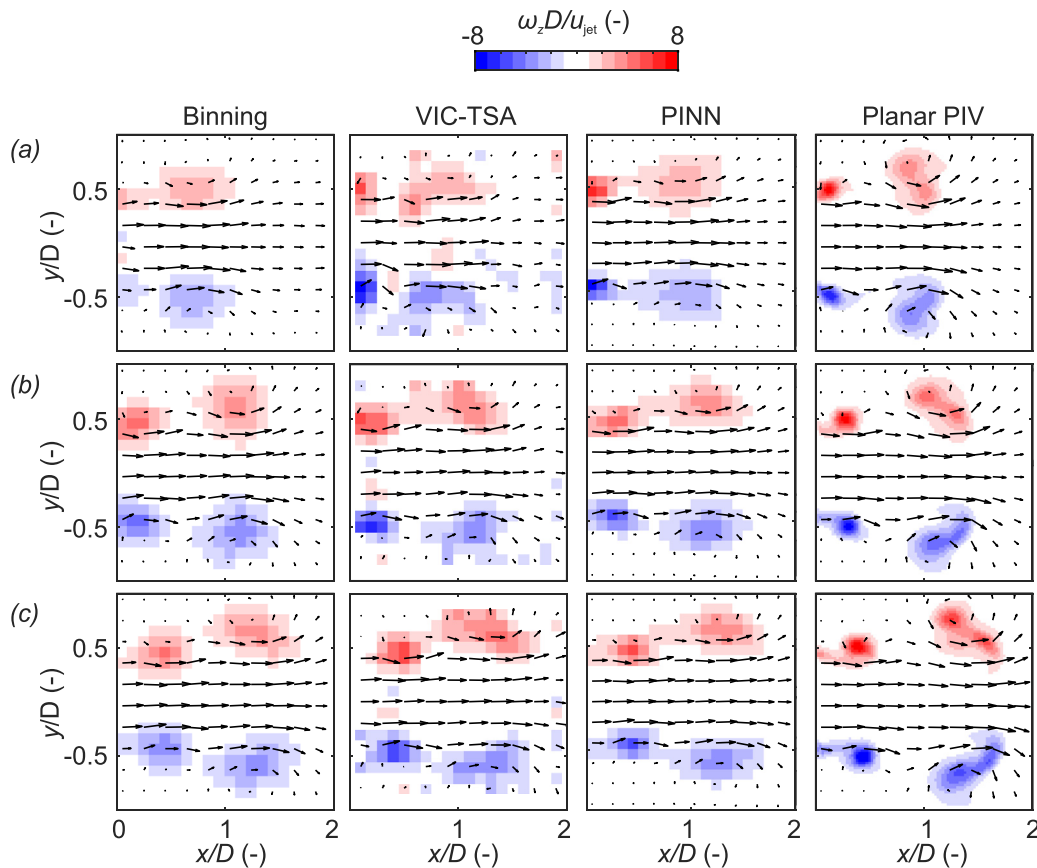 ω_z D/u_jet (-)
-8 8
Binning VIC-TSA PINN Planar PIV
(a)
0.5
-0.5
y/D (-)
(b)
0.5
-0.5
y/D (-)
(c)
0.5
-0.5
y/D (-)
0 1 2 1 2 1 2 1 2
x/D (-) x/D (-) x/D (-) x/D (-)